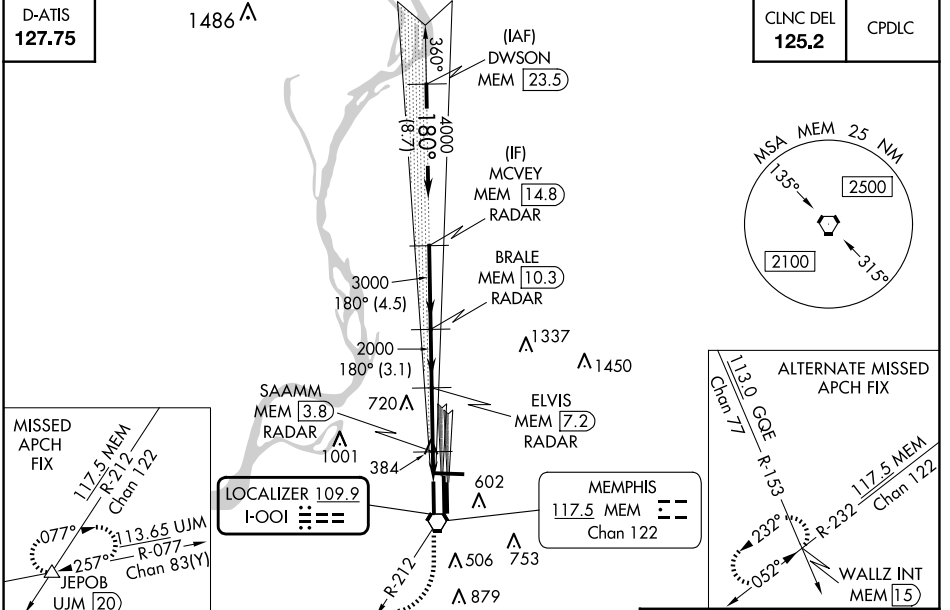 D-ATIS
127.75
1486
CLNC DEL
125.2
CPDLC
360°
(IAF)
DWSON
MEM 23.5
4000
180°
(8.7)
(IF)
MCVEY
MEM 14.8
RADAR
BRALE
MEM 10.3
RADAR
3000
180° (4.5)
2000
180° (3.1)
1337
1450
SAAMM
MEM 3.8
RADAR
720
1001
384
ELVIS
MEM 7.2
RADAR
602
LOCALIZER 109.9
I-OOI
MEMPHIS
117.5 MEM
Chan 122
R-212
506
753
879
MSA MEM 25 NM
135°
2500
2100
315°
MISSED
APCH
FIX
117.5 MEM
R-212
Chan 122
077°
113.65 UJM
257°
R-077
Chan 83(Y)
JEPOB
UJM 20
ALTERNATE MISSED
APCH FIX
113.0 GQE
Chan 77
R-153
117.5 MEM
R-232
Chan 122
232°
052°
WALLZ INT
MEM 15